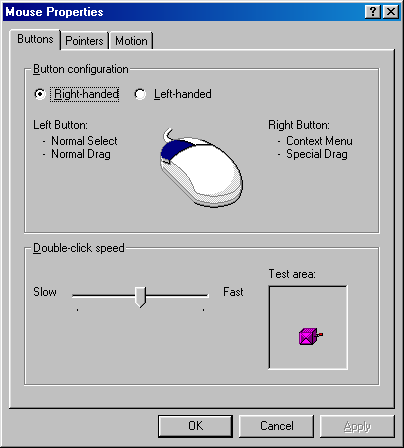 Mouse Properties
Buttons Pointers Motion
Button configuration
Right-handed Left-handed
Left Button:
- Normal Select
- Normal Drag
Right Button:
- Context Menu
- Special Drag
Double-click speed
Test area:
Slow Fast
OK Cancel Apply